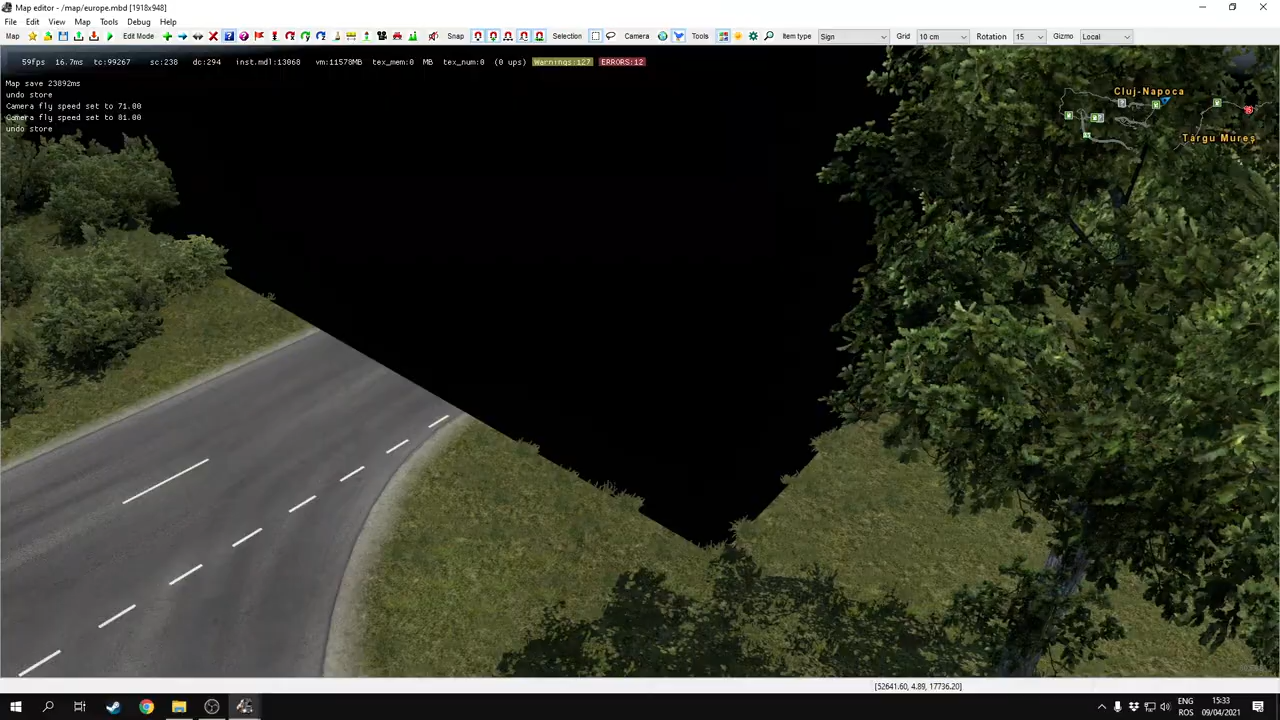 Map editor - /map/europe.mbd [1918x948]
File Edit View Map Tools Debug Help
Map Edit Mode Snap Selection Camera Tools Item type Sign Grid 10 cm Rotation 15 Gizmo Local
59fps 16.7ms tc:99267 sc:238 dc:294 inst.mdl:13068 vm:11578MB tex_mem:0 MB tex_num:0 (0 ups) Warnings:127 ERRORS:12
Map save 23892ms
undo store
Camera fly speed set to 71.00
Camera fly speed set to 81.00
undo store
Cluj-Napoca
Târgu Mureș
[52641.60, 4.89, 17736.20]
ENG
ROS
15:33
09/04/2021